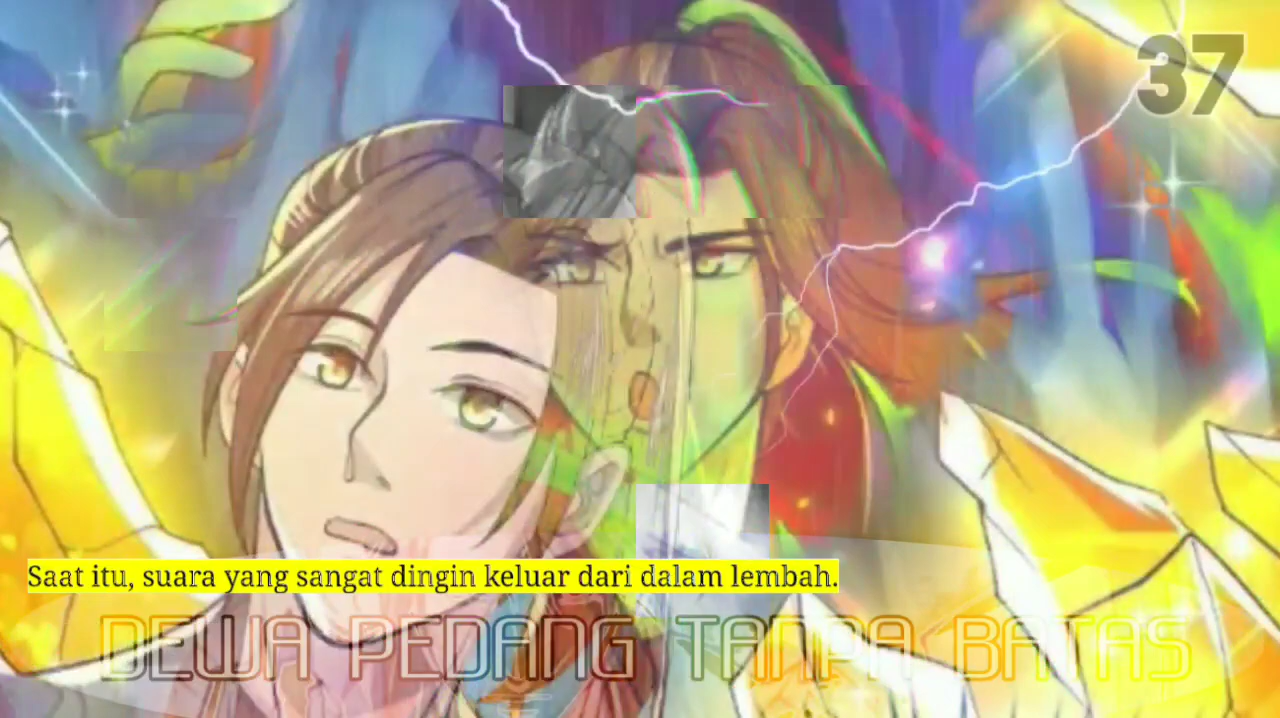 37
Saat itu, suara yang sangat dingin keluar dari dalam lembah.
DEWA PEDANG TANPA BATAS